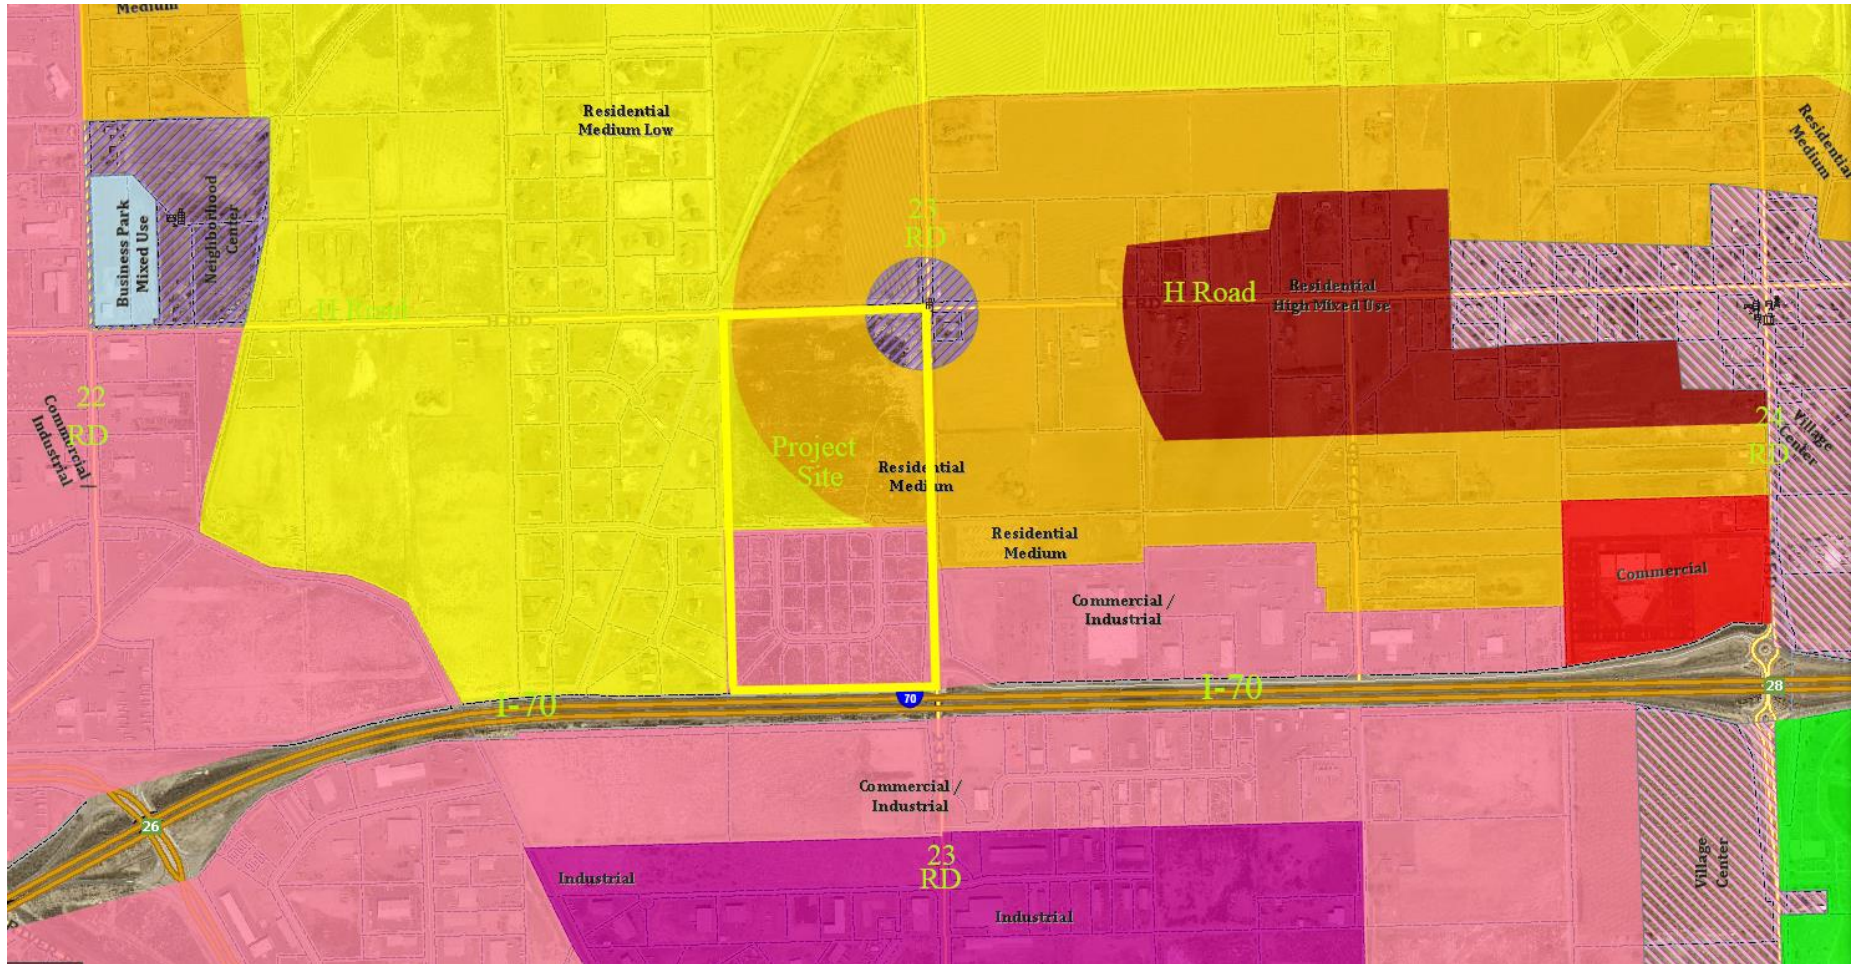 Medium
Residential
Medium Low
Residential
Medium
Business Park
Mixed Use
Neighborhood
Center
23
RD
H Road
H RD
H Road
Residential
High Mixed Use
22
RD
Commercial /
Industrial
Project
Site
Residential
Medium
24
RD
Village
Center
Residential
Medium
Commercial
Commercial /
Industrial
70
I-70
I-70
28
26
Commercial /
Industrial
23
RD
Industrial
Industrial
Village
Center